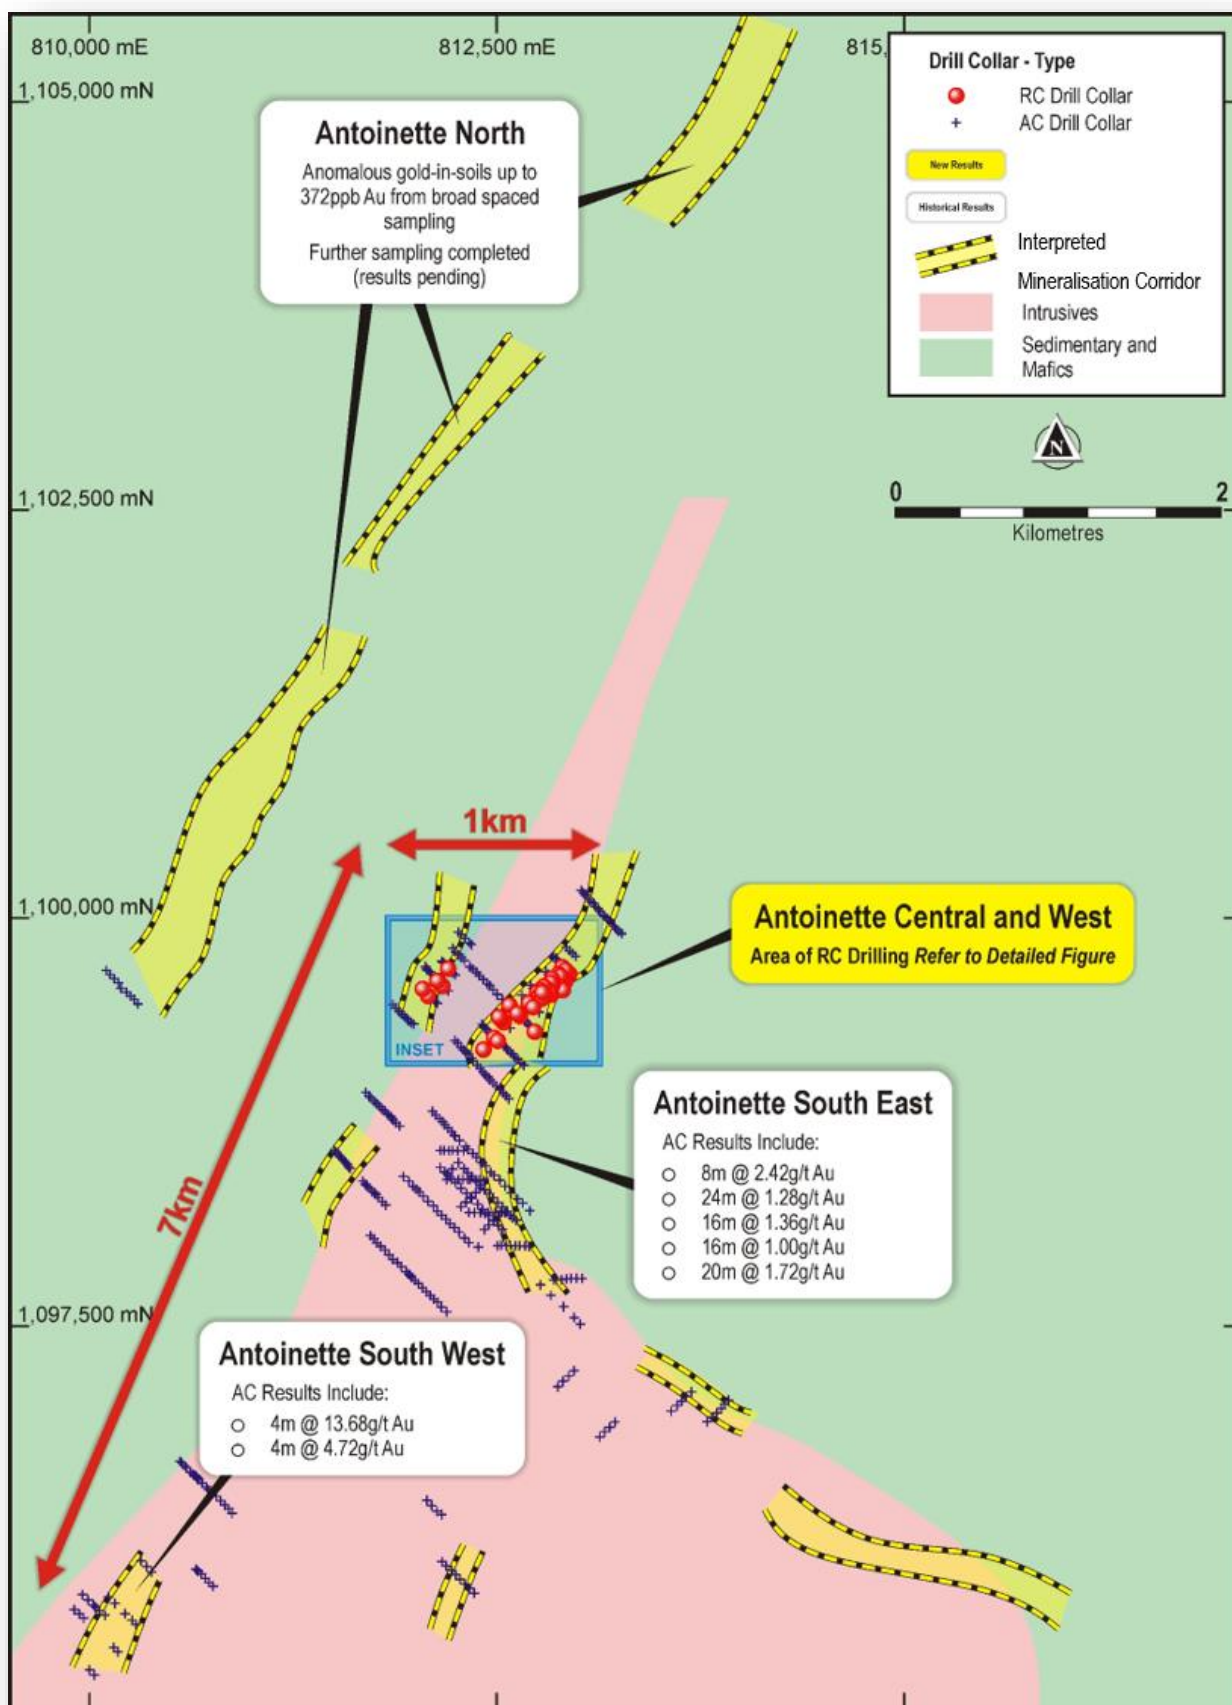 810,000 mE
812,500 mE
815,
1,105,000 mN
Drill Collar - Type
RC Drill Collar
AC Drill Collar
New Results
Historical Results
Interpreted
Mineralisation Corridor
Intrusives
Sedimentary and
Mafics
Antoinette North
Anomalous gold-in-soils up to
372ppb Au from broad spaced
sampling
Further sampling completed
(results pending)
N
0
2
Kilometres
1,102,500 mN
1km
1,100,000 mN
Antoinette Central and West
Area of RC Drilling Refer to Detailed Figure
INSET
7km
Antoinette South East
AC Results Include:
○ 8m @ 2.42g/t Au
○ 24m @ 1.28g/t Au
○ 16m @ 1.36g/t Au
○ 16m @ 1.00g/t Au
○ 20m @ 1.72g/t Au
1,097,500 mN
Antoinette South West
AC Results Include:
○ 4m @ 13.68g/t Au
○ 4m @ 4.72g/t Au